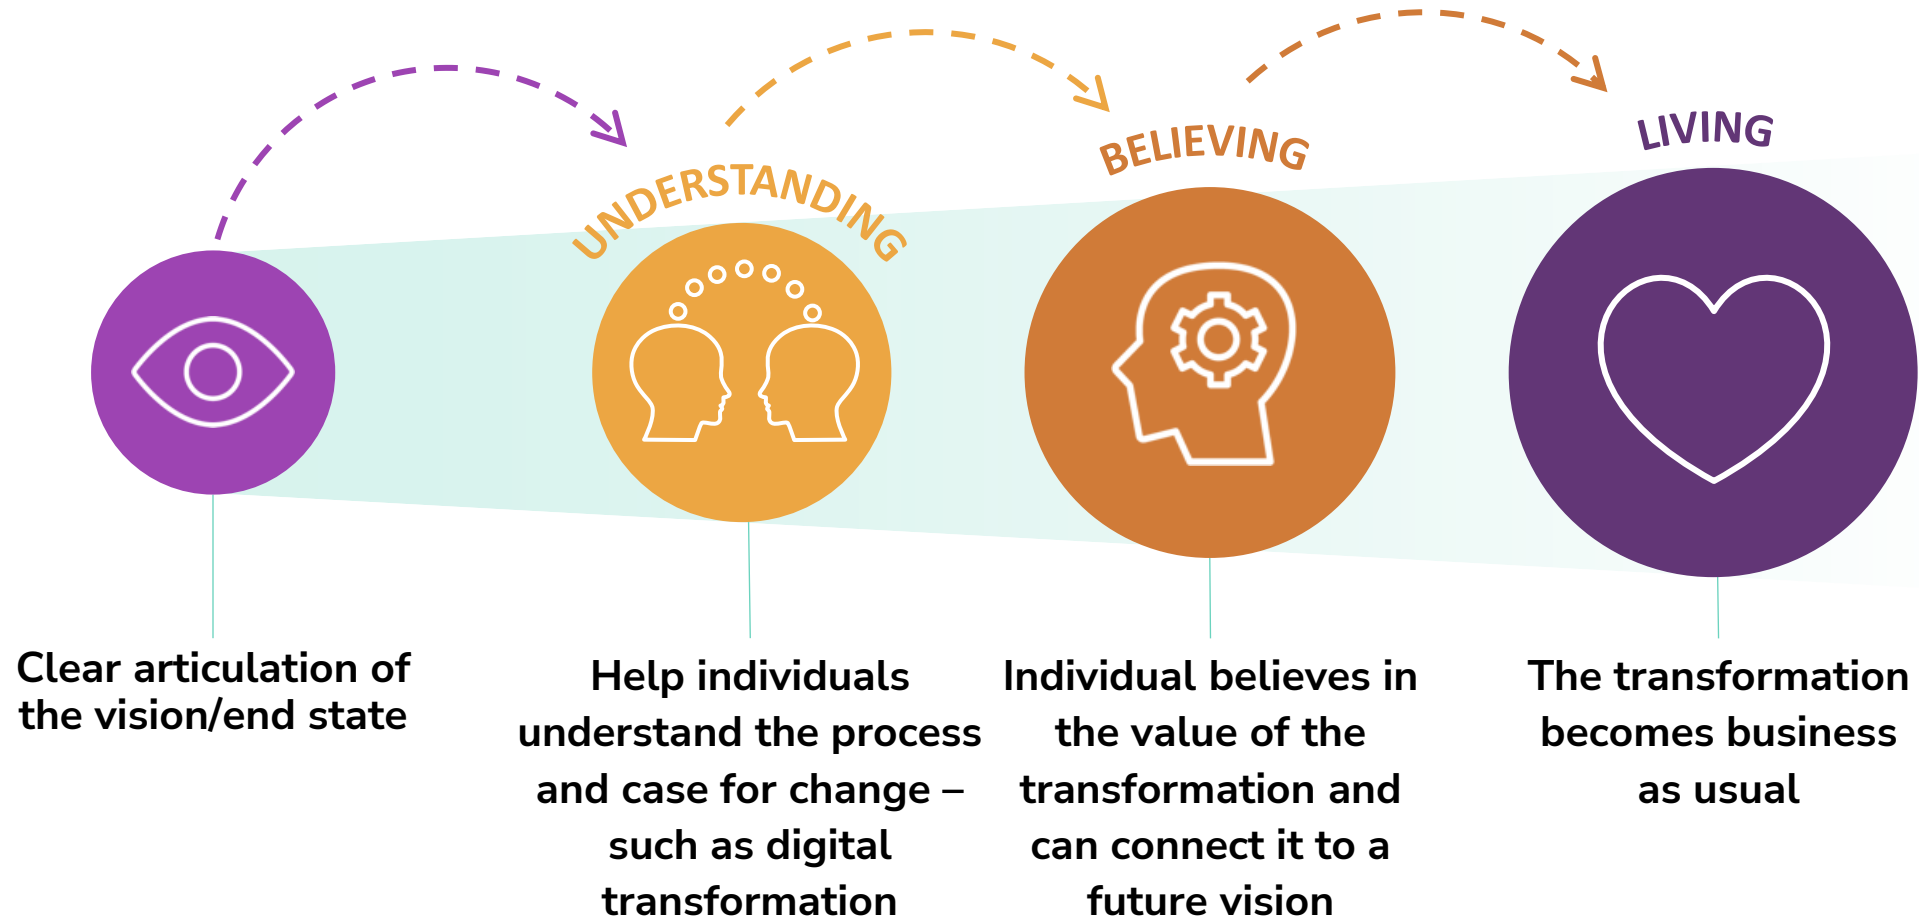 UNDERSTANDING
BELIEVING
LIVING
Clear articulation of
the vision/end state
Help individuals
understand the process
and case for change –
such as digital
transformation
Individual believes in
the value of the
transformation and
can connect it to a
future vision
The transformation
becomes business
as usual